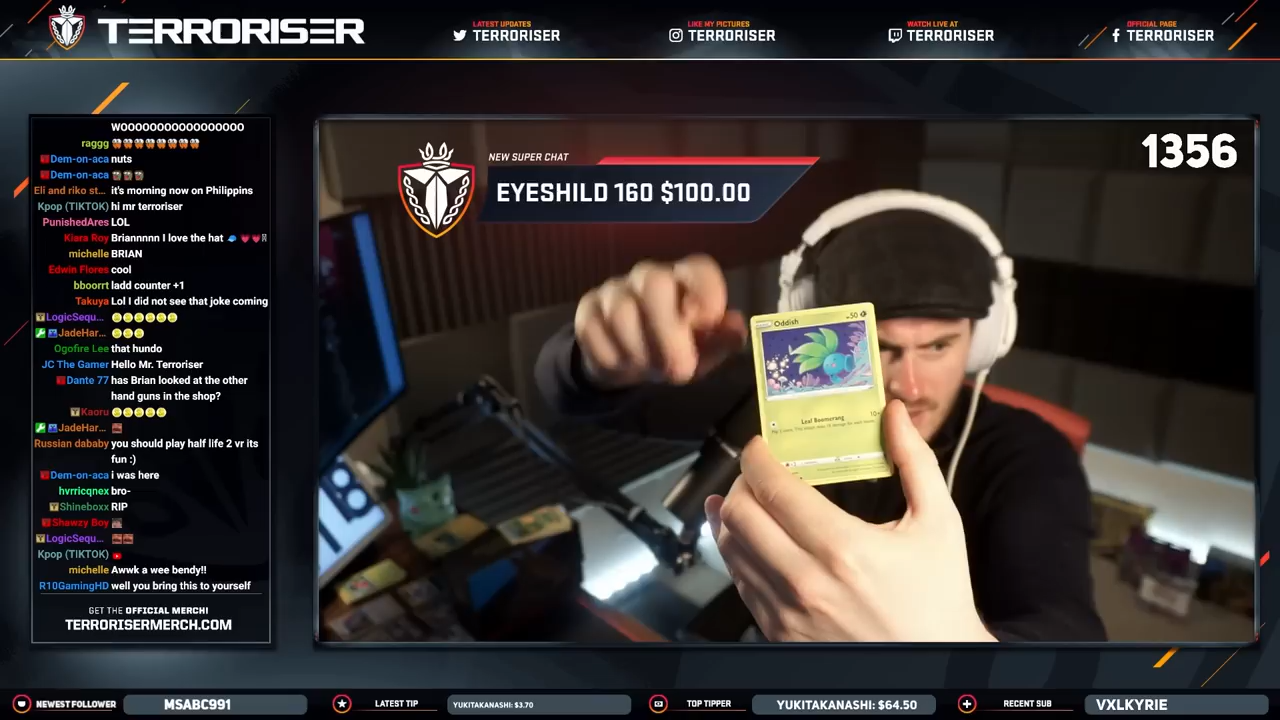 TERRORISER
LATEST UPDATES
TERRORISER
LIKE MY PICTURES
TERRORISER
WATCH LIVE AT
TERRORISER
OFFICIAL PAGE
TERRORISER
WOOOOOOOOOOOOOOOO
raggg
Dem-on-aca nuts
Dem-on-aca
Eli and riko st... it's morning now on Philippins
Kpop (TIKTOK) hi mr terroriser
PunishedAres LOL
Kiara Roy Briannnnn I love the hat
michelle BRIAN
Edwin Flores cool
bboorrt ladd counter +1
Takuya Lol I did not see that joke coming
LogicSequ...
JadeHar...
Ogofire Lee that hundo
JC The Gamer Hello Mr. Terroriser
Dante 77 has Brian looked at the other
hand guns in the shop?
Kaoru
JadeHar...
Russian dababy you should play half life 2 vr its
fun :)
Dem-on-aca i was here
hvrricqnex bro-
Shineboxx RIP
Shawzy Boy
LogicSequ...
Kpop (TIKTOK)
michelle Awwk a wee bendy!!
R10GamingHD well you bring this to yourself
GET THE OFFICIAL MERCH!
TERRORISERMERCH.COM
NEW SUPER CHAT
EYESHILD 160 $100.00
1356
Oddish 50
Leaf Boomerang 10+
NEWEST FOLLOWER
MSABC991
LATEST TIP
YUKITAKANASHI: $3.70
TOP TIPPER
YUKITAKANASHI: $64.50
RECENT SUB
VXLKYRIE